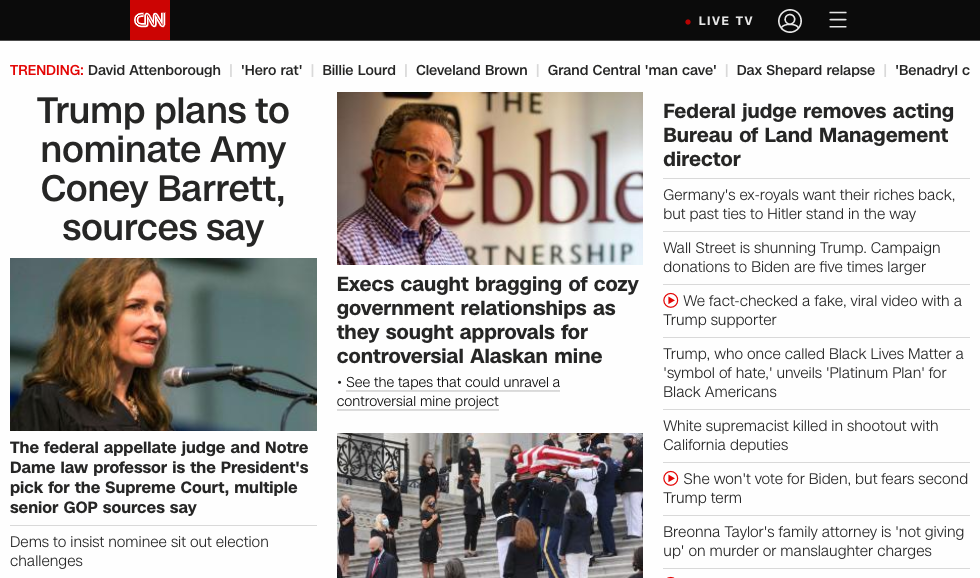 CNN
LIVE TV
TRENDING: David Attenborough | 'Hero rat' | Billie Lourd | Cleveland Brown | Grand Central 'man cave' | Dax Shepard relapse | 'Benadryl c
Trump plans to
nominate Amy
Coney Barrett,
sources say
The federal appellate judge and Notre
Dame law professor is the President's
pick for the Supreme Court, multiple
senior GOP sources say
Dems to insist nominee sit out election
challenges
THE
ebble
RTNERSHIP
Execs caught bragging of cozy
government relationships as
they sought approvals for
controversial Alaskan mine
• See the tapes that could unravel a
controversial mine project
Federal judge removes acting
Bureau of Land Management
director
Germany's ex-royals want their riches back,
but past ties to Hitler stand in the way
Wall Street is shunning Trump. Campaign
donations to Biden are five times larger
We fact-checked a fake, viral video with a
Trump supporter
Trump, who once called Black Lives Matter a
'symbol of hate,' unveils 'Platinum Plan' for
Black Americans
White supremacist killed in shootout with
California deputies
She won't vote for Biden, but fears second
Trump term
Breonna Taylor's family attorney is 'not giving
up' on murder or manslaughter charges